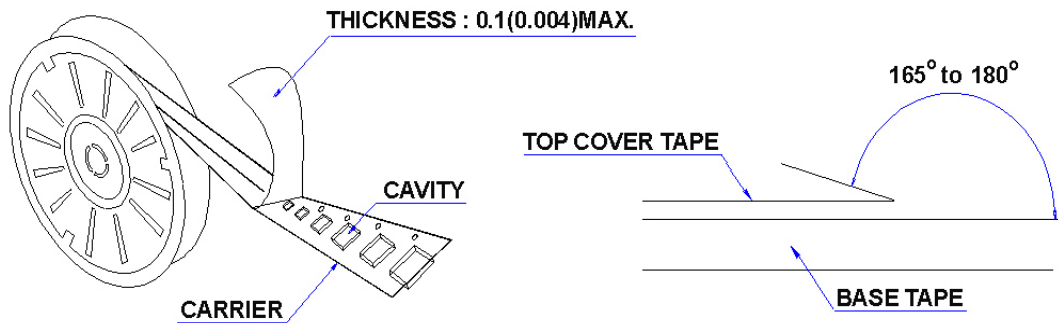 THICKNESS : 0.1(0.004)MAX.
165° to 180°
TOP COVER TAPE
CAVITY
CARRIER
BASE TAPE